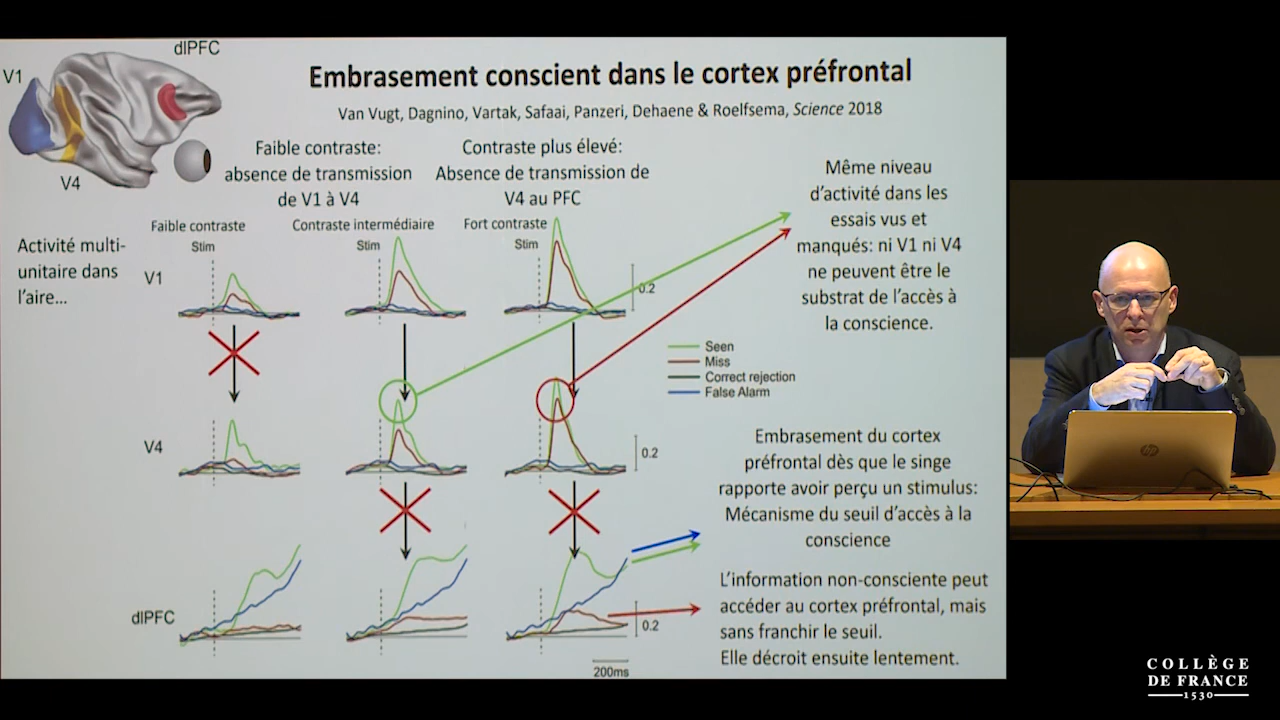 dlPFC
V1
V4
Embrasement conscient dans le cortex préfrontal
Van Vugt, Dagnino, Vartak, Safaai, Panzeri, Dehaene & Roelfsema, Science 2018
Faible contraste:
absence de transmission
de V1 à V4
Contraste plus élevé:
Absence de transmission de
V4 au PFC
Même niveau
d’activité dans les
essais vus et
manqués: ni V1 ni V4
ne peuvent être le
substrat de l’accès à
la conscience.
Faible contraste
Stim
Contraste intermédiaire
Stim
Fort contraste
Stim
Activité multi-
unitaire dans
l’aire…
V1
0.2
Seen
Miss
Correct rejection
False Alarm
V4
0.2
Embrasement du cortex
préfrontal dès que le singe
rapporte avoir perçu un stimulus:
Mécanisme du seuil d’accès à la
conscience
dlPFC
0.2
200ms
L’information non-consciente peut
accéder au cortex préfrontal, mais
sans franchir le seuil.
Elle décroit ensuite lentement.
hp
COLLÈGE
DE FRANCE
1530